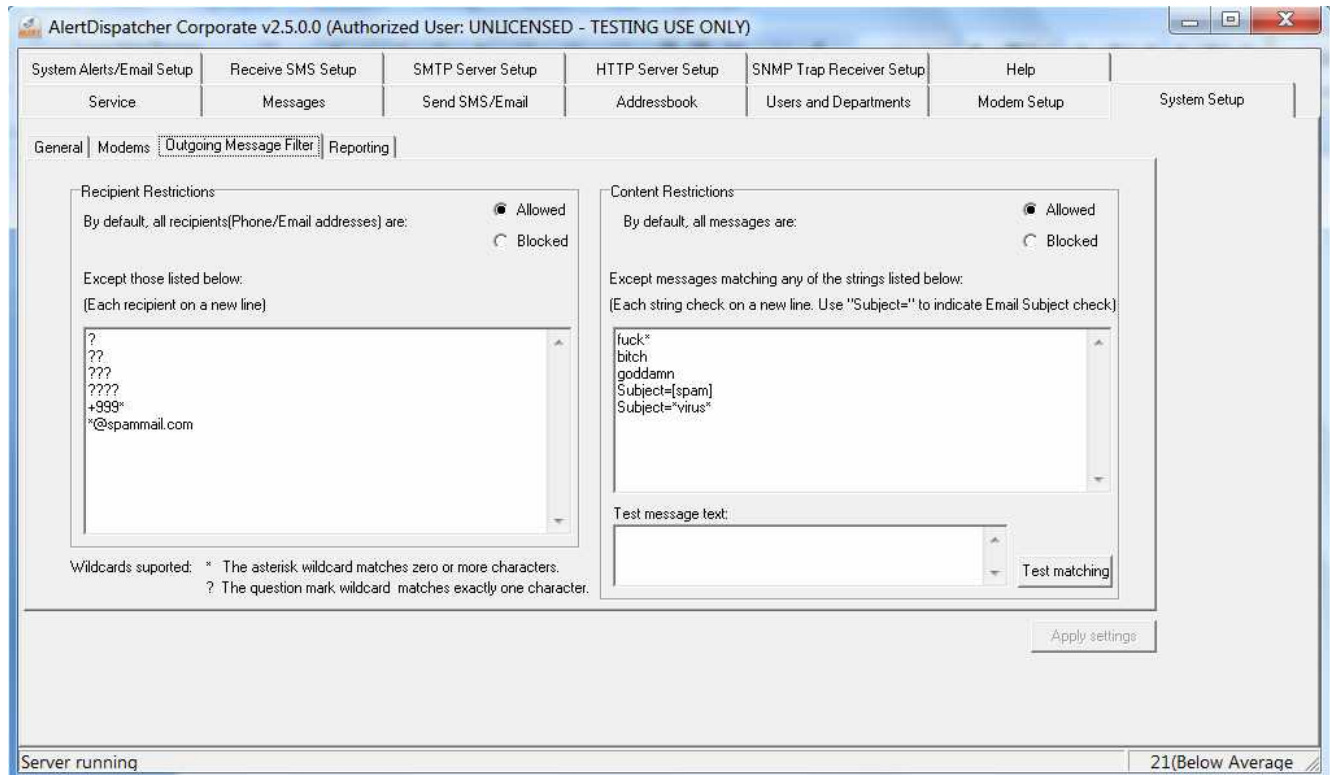 AlertDispatcher Corporate v2.5.0.0 (Authorized User: UNLICENSED - TESTING USE ONLY)
System Alerts/Email Setup
Receive SMS Setup
SMTP Server Setup
HTTP Server Setup
SNMP Trap Receiver Setup
Help
Service
Messages
Send SMS/Email
Addressbook
Users and Departments
Modem Setup
System Setup
General
Modems
Outgoing Message Filter
Reporting
Recipient Restrictions
By default, all recipients(Phone/Email addresses) are:
Allowed
Blocked
Except those listed below:
(Each recipient on a new line)
?
??
???
????
+999*
*@spammail.com
Wildcards suported: * The asterisk wildcard matches zero or more characters.
? The question mark wildcard matches exactly one character.
Content Restrictions
By default, all messages are:
Allowed
Blocked
Except messages matching any of the strings listed below:
(Each string check on a new line. Use "Subject=" to indicate Email Subject check)
fuck*
bitch
goddamn
Subject=[spam]
Subject=*virus*
Test message text:
Test matching
Apply settings
Server running
21(Below Average